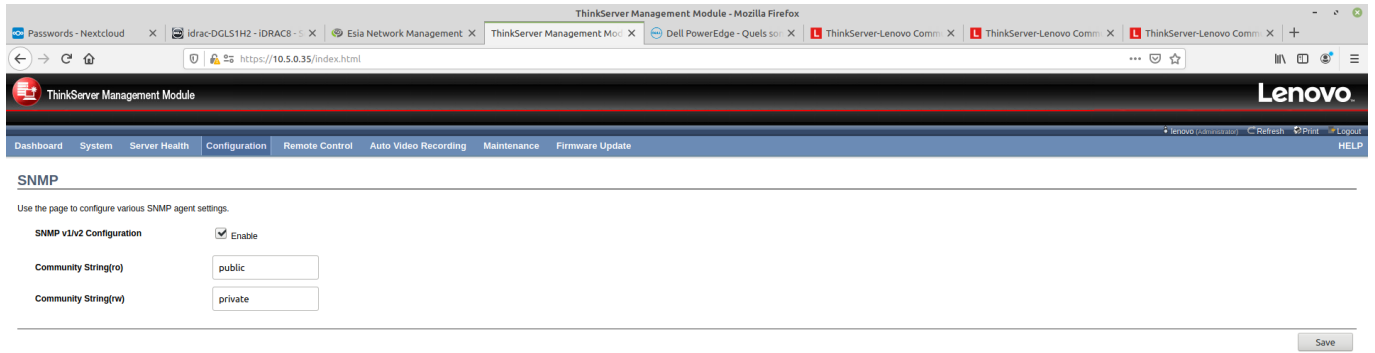 ThinkServer Management Module - Mozilla Firefox
Passwords - Nextcloud
idrac-DGLS1H2 - iDRAC8 - S
Esia Network Management
ThinkServer Management Mod
Dell PowerEdge - Quels son
ThinkServer-Lenovo Comm
ThinkServer-Lenovo Comm
ThinkServer-Lenovo Comm
https://10.5.0.35/index.html
ThinkServer Management Module
Lenovo
lenovo (Administrator) Refresh Print Logout
Dashboard System Server Health Configuration Remote Control Auto Video Recording Maintenance Firmware Update HELP
SNMP
Use the page to configure various SNMP agent settings.
SNMP v1/v2 Configuration Enable
Community String(ro) public
Community String(rw) private
Save